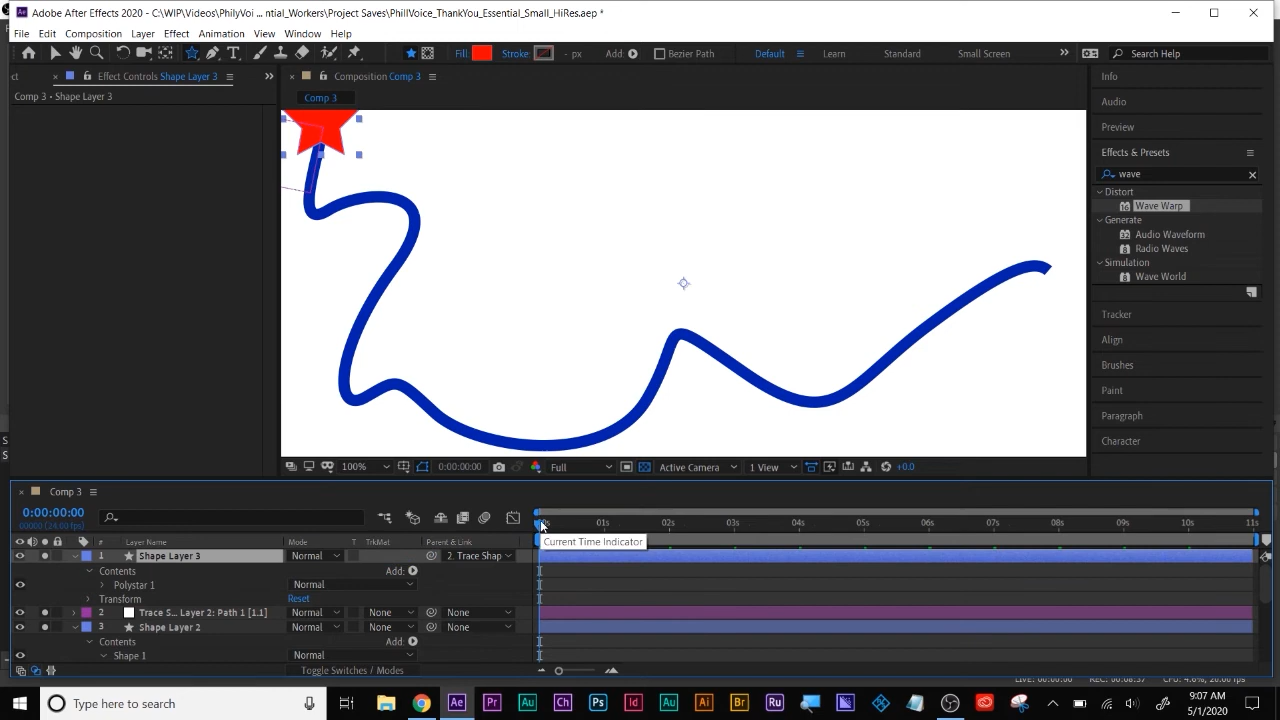 Adobe After Effects 2020 - C:\WIP\Videos\PhilyVoi ... ntial_Workers\Project Saves\PhillVoice_ThankYou_Essential_Small_HiRes.aep *
File Edit Composition Layer Effect Animation View Window Help
Fill: Stroke: - px Add: Bezier Path Default Learn Standard Small Screen Search Help
ct Effect Controls Shape Layer 3 Composition Comp 3 Info
Comp 3 • Shape Layer 3 Comp 3 Audio
Preview
Effects & Presets
wave
Distort
Wave Warp
Generate
Audio Waveform
Radio Waves
Simulation
Wave World
Tracker
Align
Brushes
Paint
Paragraph
Character
100% 0:00:00:00 Full Active Camera 1 View +0.0
Comp 3
0:00:00:00
00000 (24.00 fps)
01s 02s 03s 04s 05s 06s 07s 08s 09s 10s 11s
# Layer Name Mode T TrkMat Parent & Link
Current Time Indicator
1 Shape Layer 3 Normal 2. Trace Shap
Contents Add:
Polystar 1 Normal
Transform Reset
2 Trace S... Layer 2: Path 1 [1.1] Normal None None
3 Shape Layer 2 Normal None None
Contents Add:
Shape 1 Normal
Toggle Switches / Modes
Type here to search
9:07 AM
5/1/2020